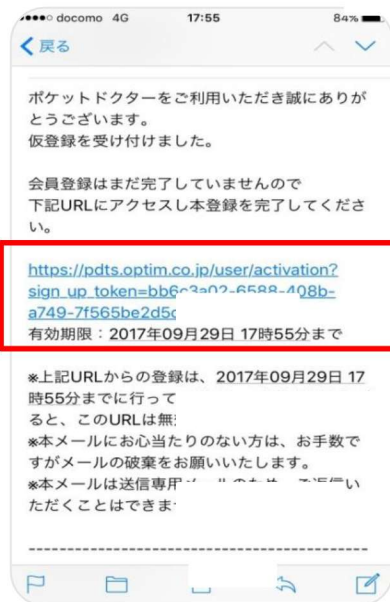 docomo 4G 17:55 84%
戻る
ポケットドクターをご利用いただき誠にありが
とうございます。
仮登録を受け付けました。
会員登録はまだ完了していませんので
下記URLにアクセスし本登録を完了してくださ
い。
https://pdts.optim.co.jp/user/activation?
sign_up_token=bb6c3a02-6588-408b-
a749-7f565be2d5c
有効期限：2017年09月29日 17時55分まで
※上記URLからの登録は、2017年09月29日 17
時55分までに行って
ると、このURLは無
※本メールにお心当たりのない方は、お手数で
すがメールの破棄をお願いいたします。
※本メールは送信専用
ただくことはできま
--------------------------------------------